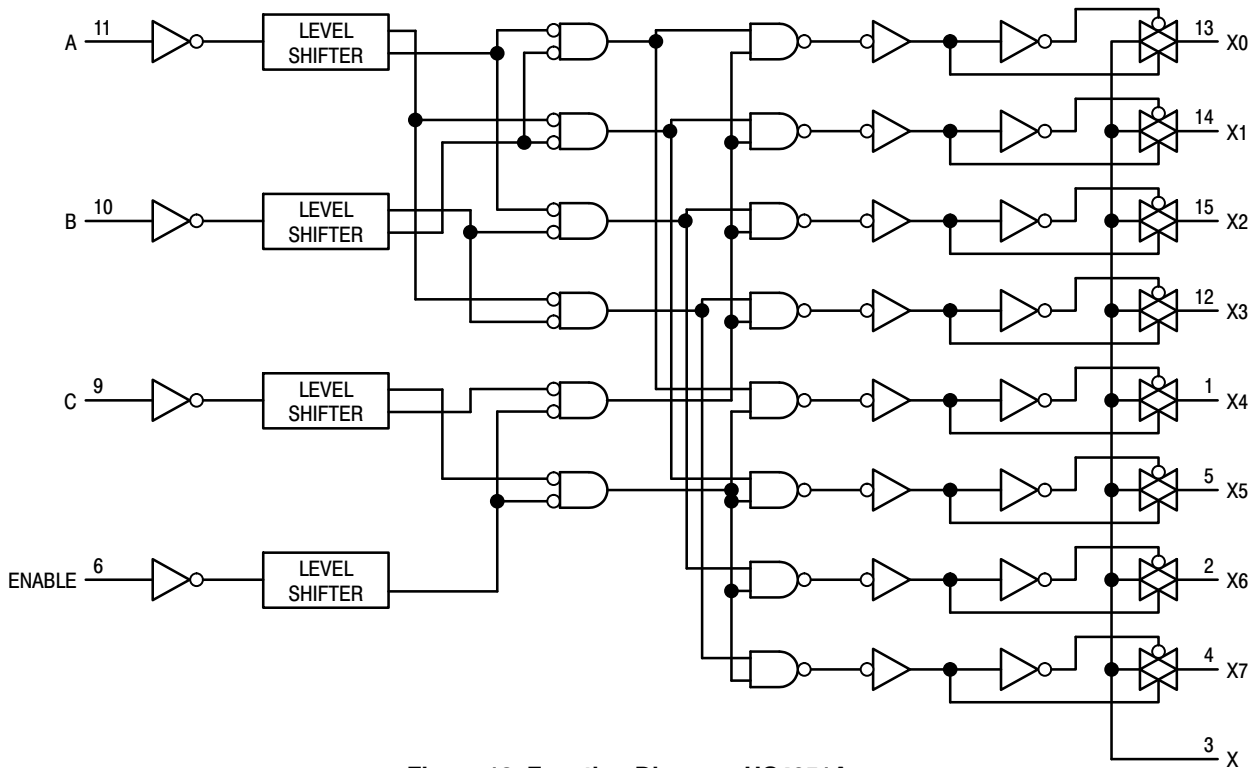 A
11
LEVEL
SHIFTER
13
X0
14
X1
B
10
LEVEL
SHIFTER
15
X2
12
X3
C
9
LEVEL
SHIFTER
1
X4
5
X5
ENABLE
6
LEVEL
SHIFTER
2
X6
4
X7
3
X